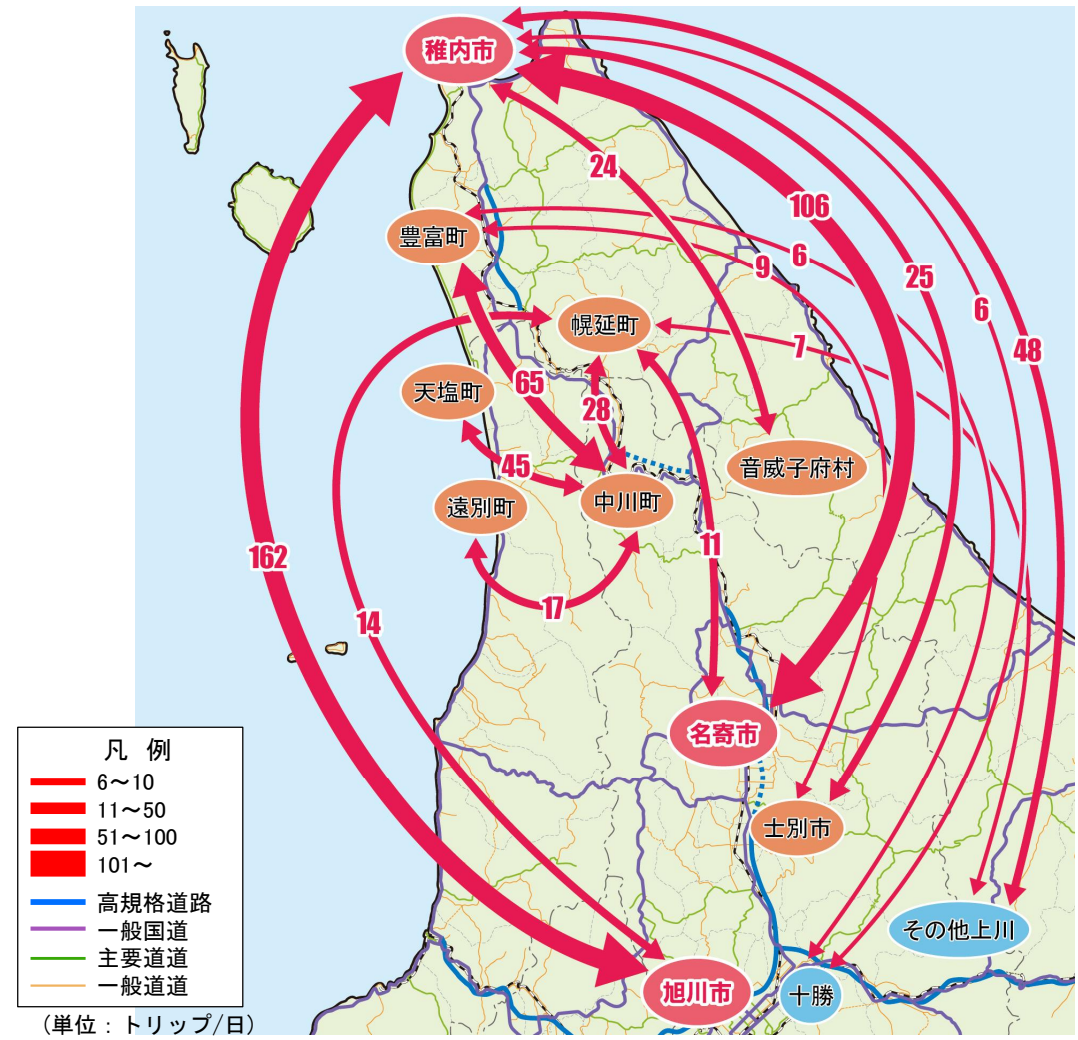 稚内市
24
106
豊富町
6
9
25
6
幌延町
7
48
天塩町
65
28
45
音威子府村
遠別町
中川町
11
162
17
14
名寄市
凡 例
6～10
11～50
51～100
101～
高規格道路
一般国道
主要道道
一般道道
(単位：トリップ/日)
士別市
その他上川
旭川市
十勝